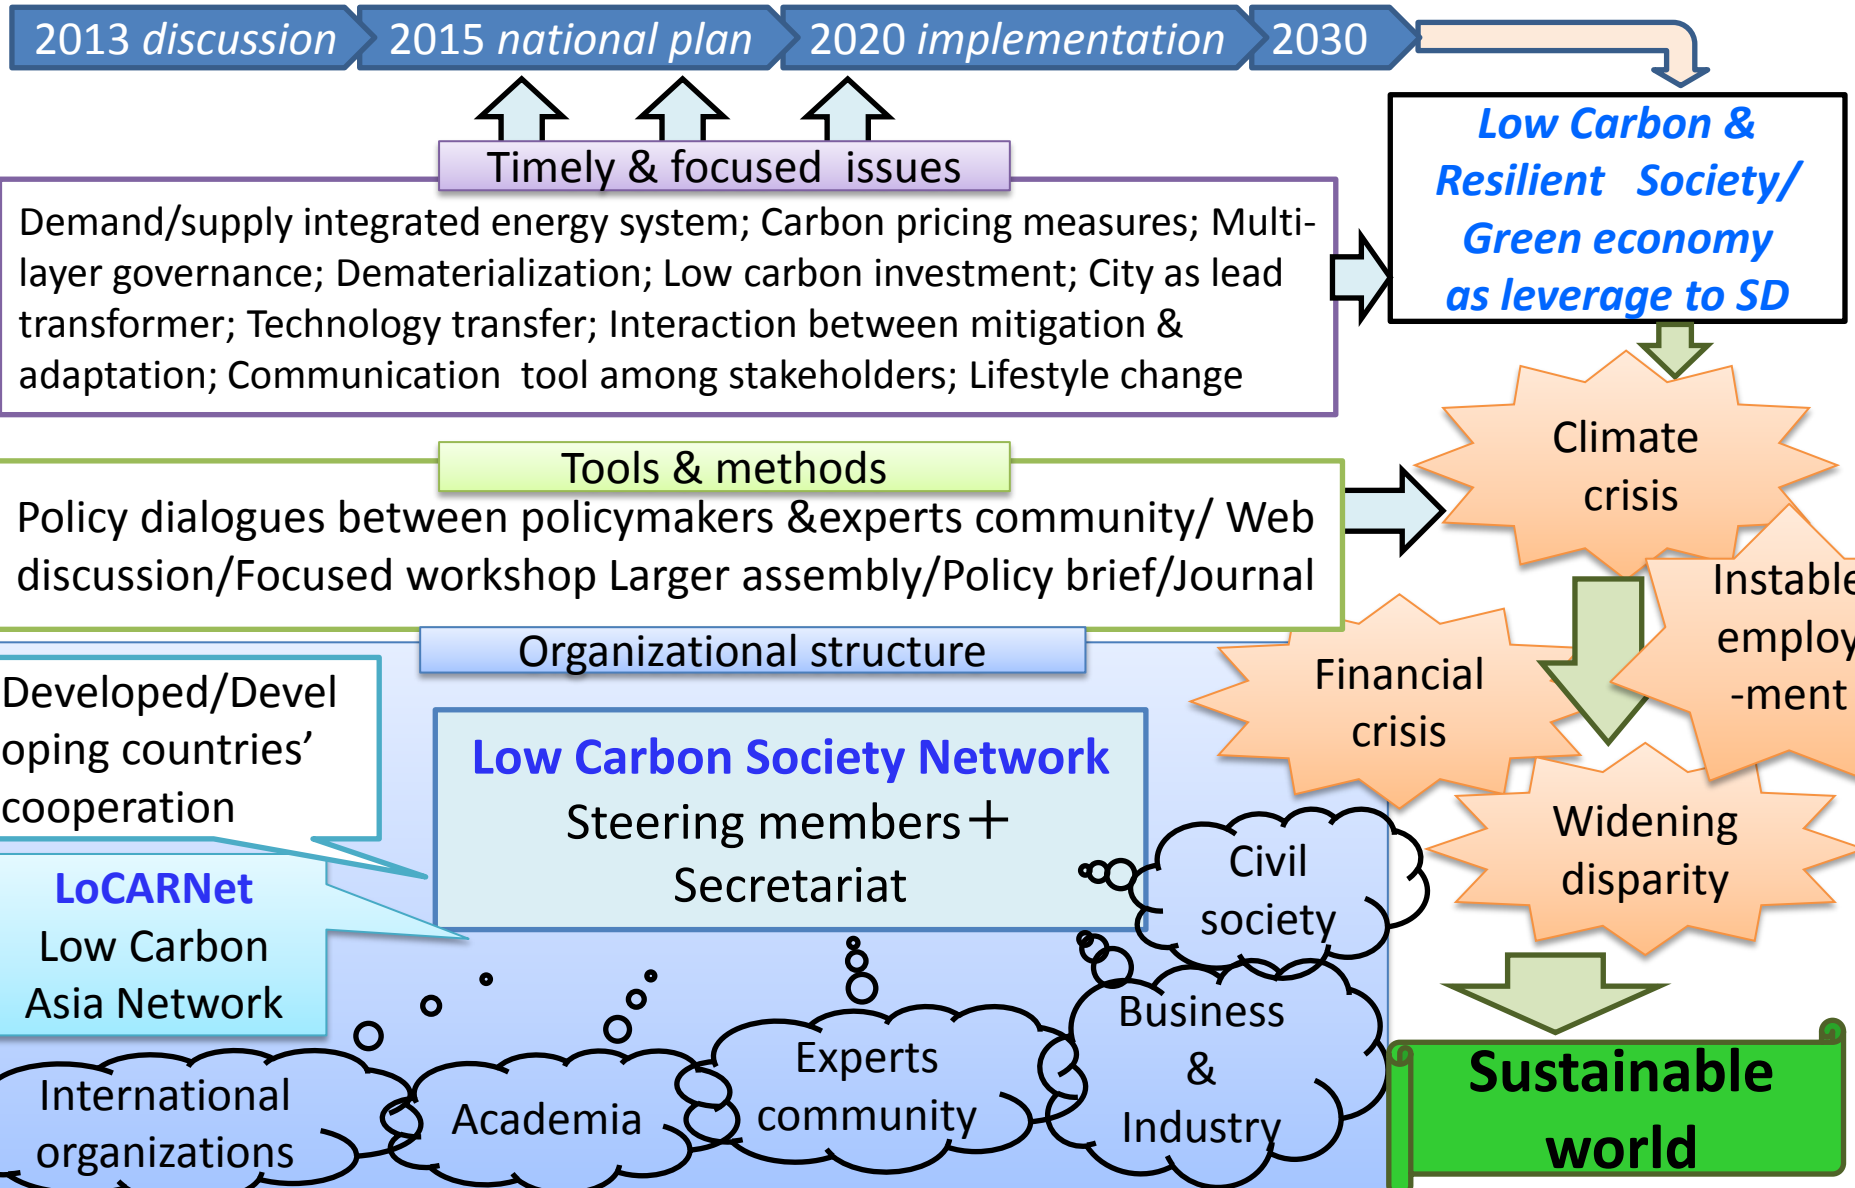 2013 discussion 2015 national plan 2020 implementation 2030
Timely & focused issues
Demand/supply integrated energy system; Carbon pricing measures; Multi-
layer governance; Dematerialization; Low carbon investment; City as lead
transformer; Technology transfer; Interaction between mitigation &
adaptation; Communication tool among stakeholders; Lifestyle change
Low Carbon &
Resilient Society/
Green economy
as leverage to SD
Tools & methods
Policy dialogues between policymakers &experts community/ Web
discussion/Focused workshop Larger assembly/Policy brief/Journal
Climate
crisis
Instable
employ
-ment
Financial
crisis
Widening
disparity
Organizational structure
Developed/Devel
oping countries’
cooperation
Low Carbon Society Network
Steering members＋
Secretariat
LoCARNet
Low Carbon
Asia Network
Civil
society
International
organizations
Academia
Experts
community
Business
&
Industry
Sustainable
world